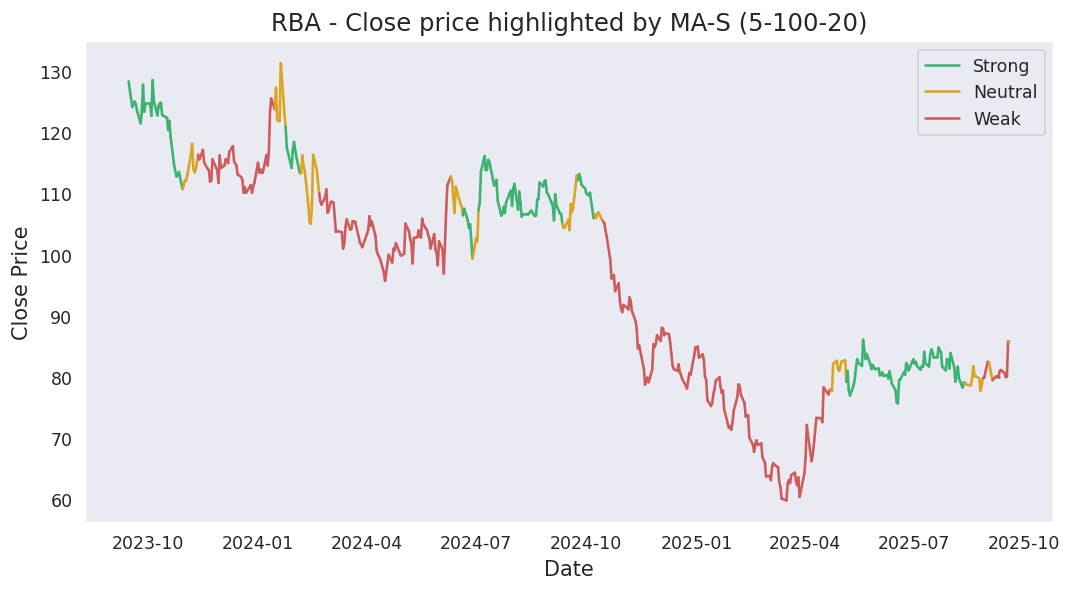 RBA - Close price highlighted by MA-S (5-100-20)
Strong
Neutral
Weak
Close Price
130
120
110
100
90
80
70
60
2023-10 2024-01 2024-04 2024-07 2024-10 2025-01 2025-04 2025-07 2025-10
Date